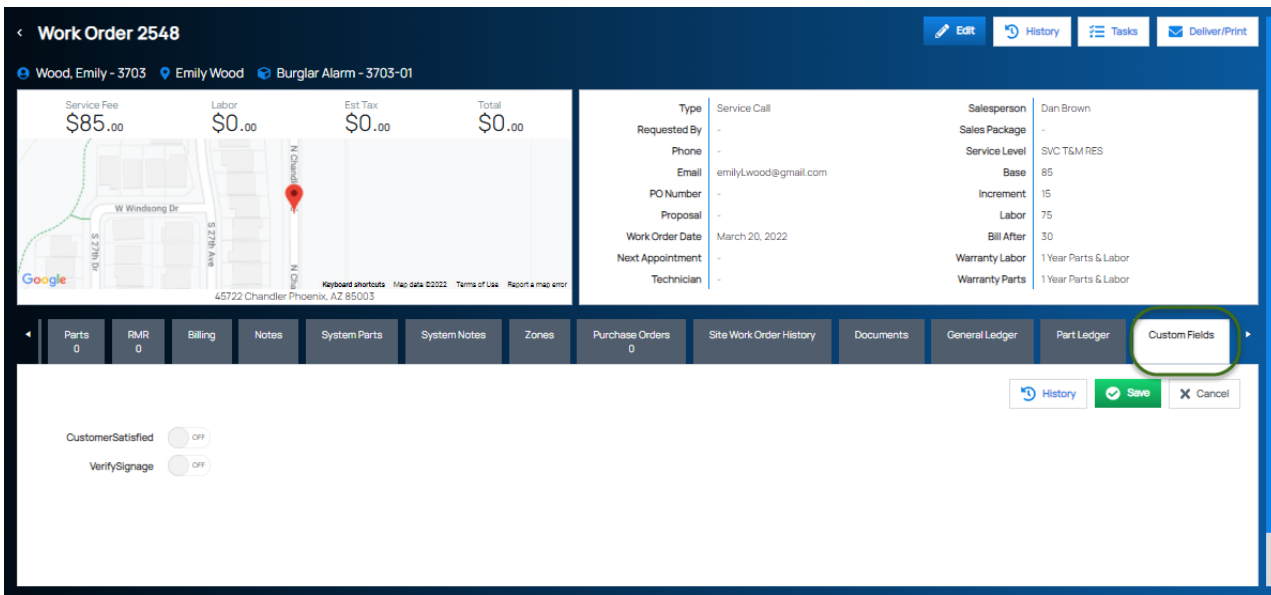 Work Order 2548
Edit
History
Tasks
Deliver/Print
Wood, Emily - 3703
Emily Wood
Burglar Alarm - 3703-01
Service Fee
$85.00
Labor
$0.00
Est Tax
$0.00
Total
$0.00
W Windsong Dr
S 27th Dr
S 27th Ave
N Chandl
N Cha
Google
Keyboard shortcuts
Map data ©2022
Terms of Use
Report a map error
45722 Chandler Phoenix, AZ 85003
Type Service Call
Requested By -
Phone -
Email emilyLwood@gmail.com
PO Number -
Proposal -
Work Order Date March 20, 2022
Next Appointment -
Technician -
Salesperson Dan Brown
Sales Package -
Service Level SVC T&M RES
Base 85
Increment 15
Labor 75
Bill After 30
Warranty Labor 1 Year Parts & Labor
Warranty Parts 1 Year Parts & Labor
Parts
0
RMR
0
Billing
Notes
System Parts
System Notes
Zones
Purchase Orders
0
Site Work Order History
Documents
General Ledger
Part Ledger
Custom Fields
History
Save
Cancel
CustomerSatisfied OFF
VerifySignage OFF